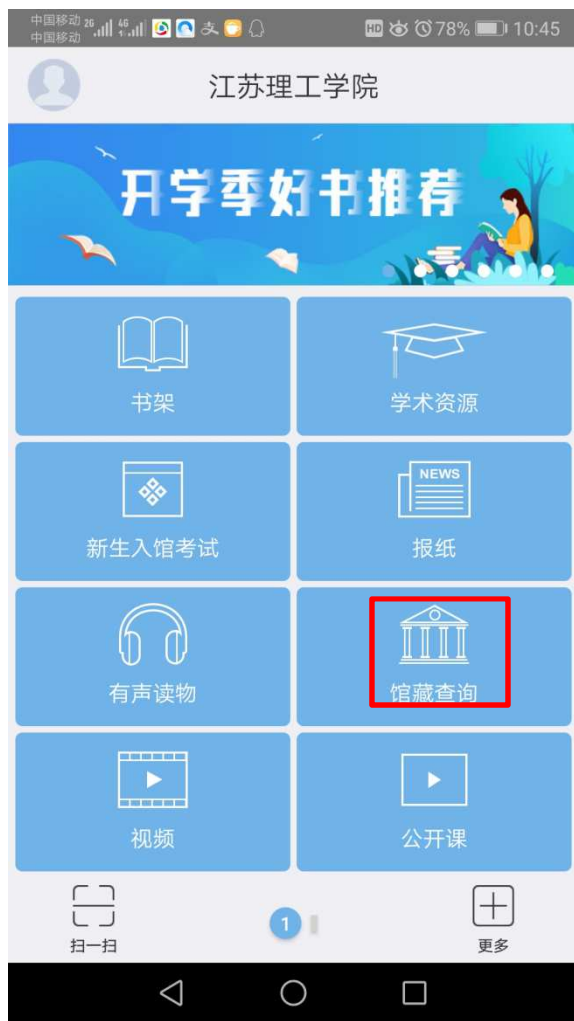 中国移动 2G 46
中国移动
HD 78% 10:45
江苏理工学院
开学季好书推荐
书架
学术资源
新生入馆考试
NEWS
报纸
有声读物
馆藏查询
视频
公开课
扫一扫
1
更多